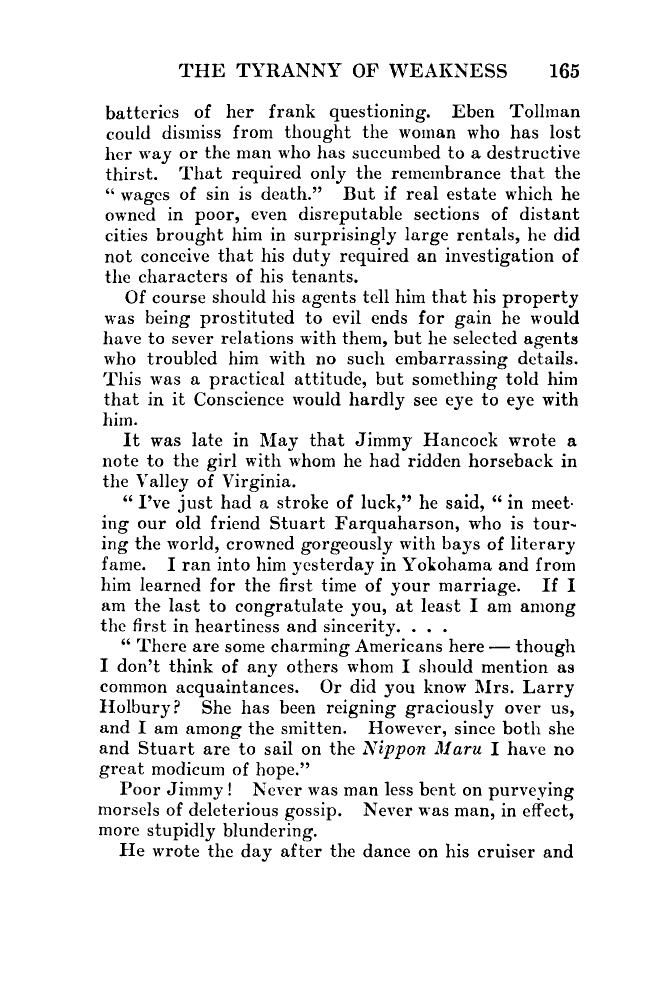 THE TYRANNY OF WEAKNESS 165
batteries of her frank questioning. Eben Tollman
could dismiss from thought the woman who has lost
her way or the man who has succumbed to a destructive
thirst. That required only the remembrance that the
“ wages of sin is death.” But if real estate which he
owned in poor, even disreputable sections of distant
cities brought him in surprisingly large rentals, he did
not conceive that his duty required an investigation of
the characters of his tenants.
Of course should his agents tell him that his property
was being prostituted to evil ends for gain he would
have to sever relations with them, but he selected agents
who troubled him with no such embarrassing details.
This was a practical attitude, but something told him
that in it Conscience would hardly see eye to eye with
him.
It was late in May that Jimmy Hancock wrote a
note to the girl with whom he had ridden horseback in
the Valley of Virginia.
“ I've just had a stroke of luck,” he said, “ in meet-
ing our old friend Stuart Farquaharson, who is tour-
ing the world, crowned gorgeously with bays of literary
fame. I ran into him yesterday in Yokohama and from
him learned for the first time of your marriage. If I
am the last to congratulate you, at least I am among
the first in heartiness and sincerity. . . .
“ There are some charming Americans here — though
I don't think of any others whom I should mention as
common acquaintances. Or did you know Mrs. Larry
Holbury? She has been reigning graciously over us,
and I am among the smitten. However, since both she
and Stuart are to sail on the Nippon Maru I have no
great modicum of hope.”
Poor Jimmy! Never was man less bent on purveying
morsels of deleterious gossip. Never was man, in effect,
more stupidly blundering.
He wrote the day after the dance on his cruiser and